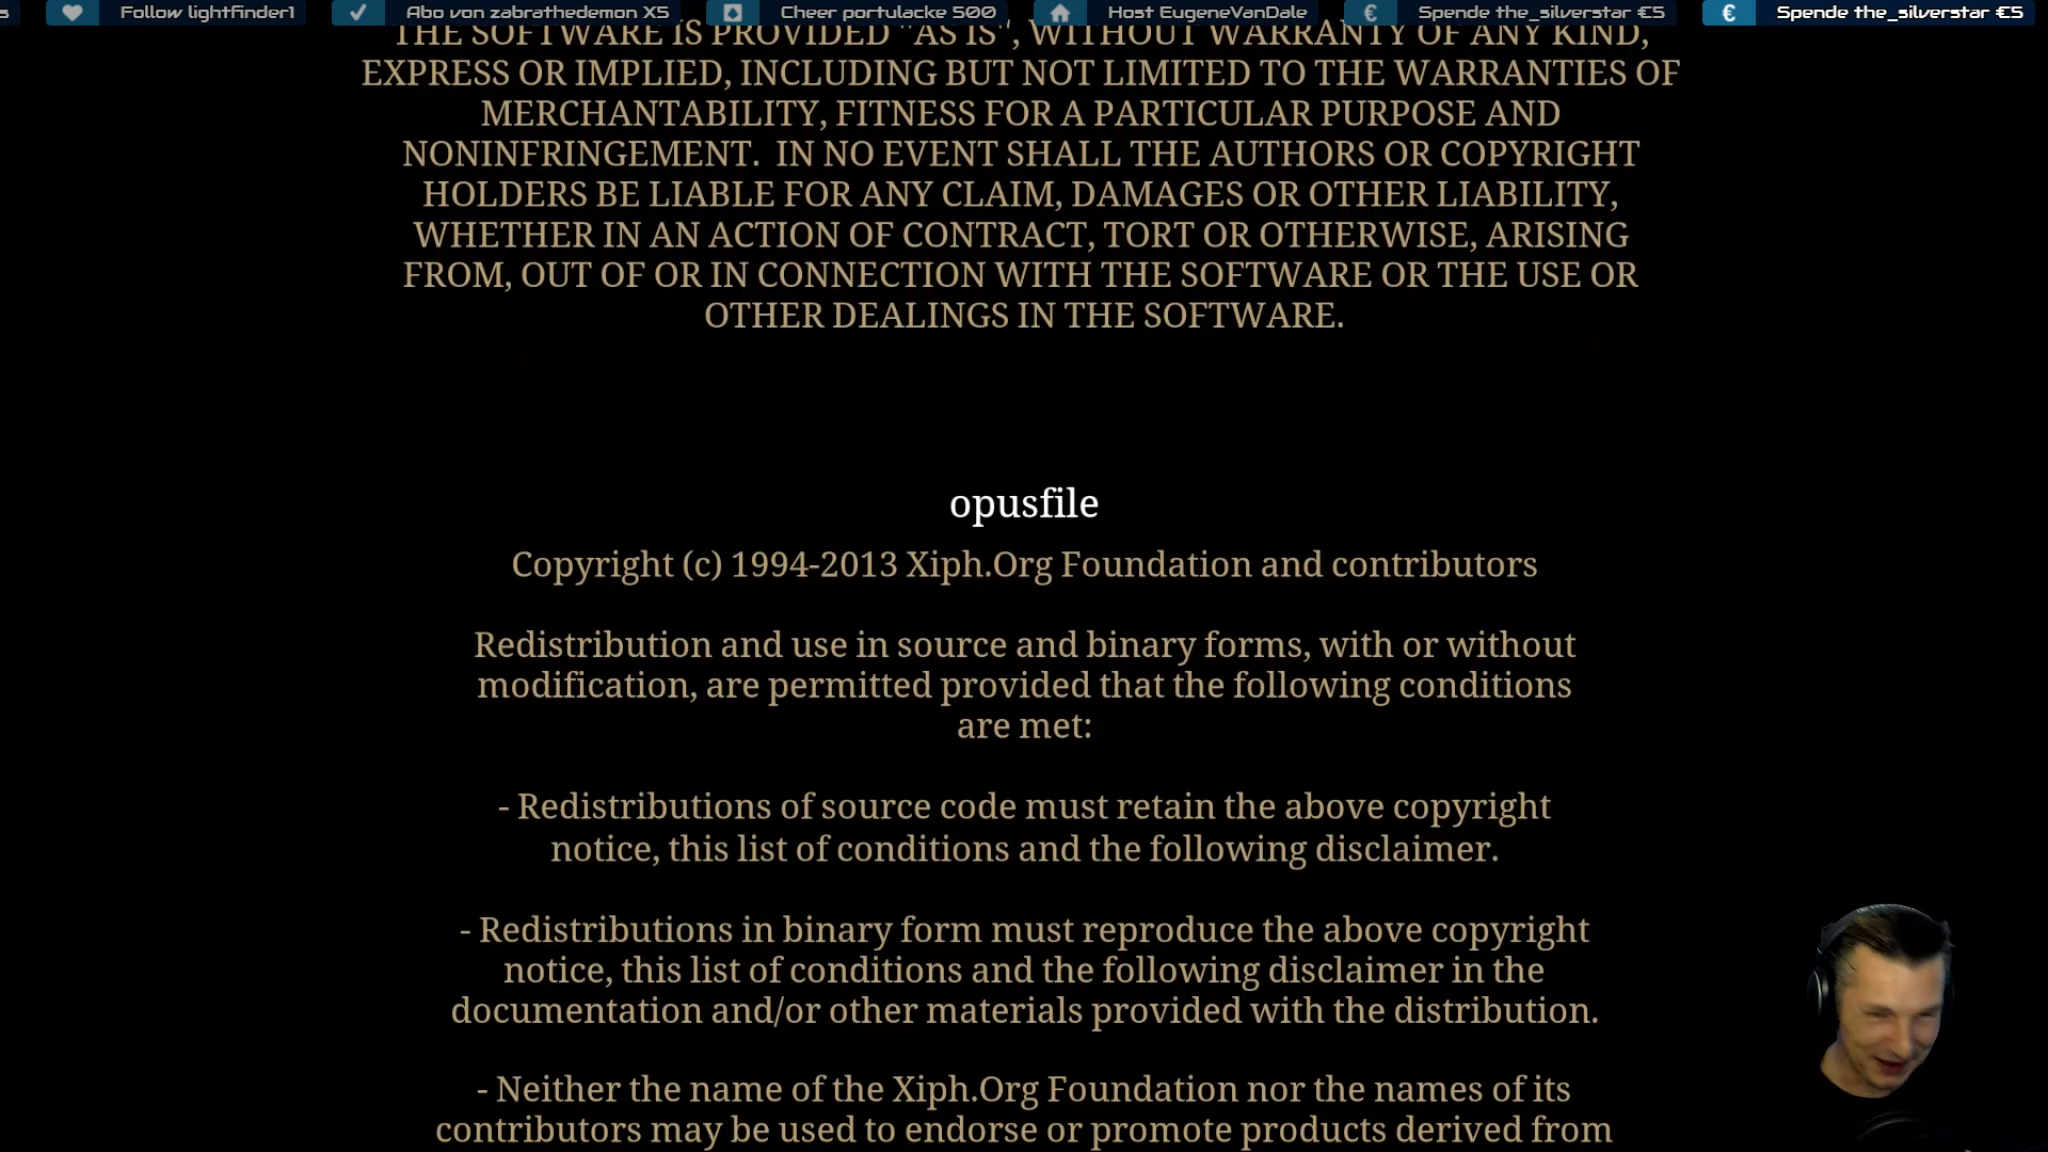 s
Follow lightfinder1
Abo von zabrathedemon X5
Cheer portulacke 500
Host EugeneVanDale
Spende the_silverstar €5
Spende the_silverstar €5
THE SOFTWARE IS PROVIDED "AS IS", WITHOUT WARRANTY OF ANY KIND,
EXPRESS OR IMPLIED, INCLUDING BUT NOT LIMITED TO THE WARRANTIES OF
MERCHANTABILITY, FITNESS FOR A PARTICULAR PURPOSE AND
NONINFRINGEMENT.  IN NO EVENT SHALL THE AUTHORS OR COPYRIGHT
HOLDERS BE LIABLE FOR ANY CLAIM, DAMAGES OR OTHER LIABILITY,
WHETHER IN AN ACTION OF CONTRACT, TORT OR OTHERWISE, ARISING
FROM, OUT OF OR IN CONNECTION WITH THE SOFTWARE OR THE USE OR
OTHER DEALINGS IN THE SOFTWARE.
opusfile
Copyright (c) 1994-2013 Xiph.Org Foundation and contributors
Redistribution and use in source and binary forms, with or without
modification, are permitted provided that the following conditions
are met:
- Redistributions of source code must retain the above copyright
notice, this list of conditions and the following disclaimer.
- Redistributions in binary form must reproduce the above copyright
notice, this list of conditions and the following disclaimer in the
documentation and/or other materials provided with the distribution.
- Neither the name of the Xiph.Org Foundation nor the names of its
contributors may be used to endorse or promote products derived from